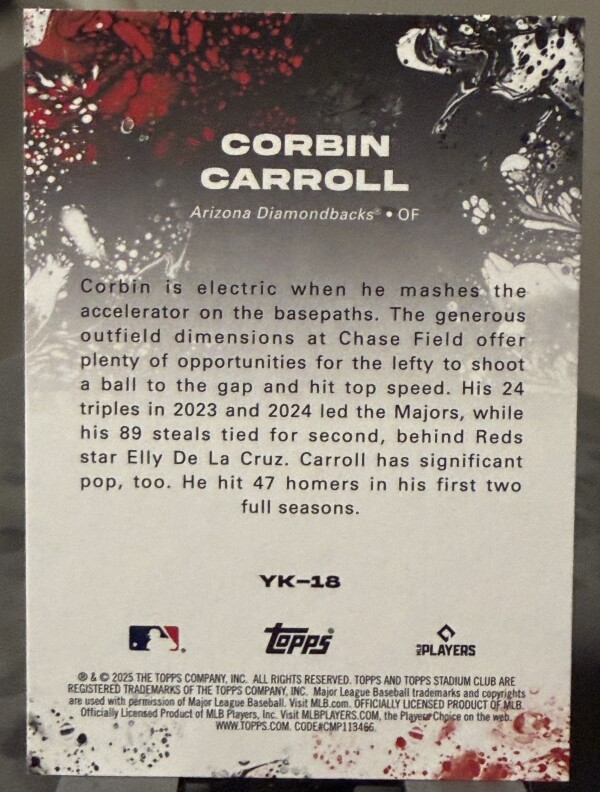 CORBIN
CARROLL
Arizona Diamondbacks® • OF
Corbin is electric when he mashes the
accelerator on the basepaths. The generous
outfield dimensions at Chase Field offer
plenty of opportunities for the lefty to shoot
a ball to the gap and hit top speed. His 24
triples in 2023 and 2024 led the Majors, while
his 89 steals tied for second, behind Reds
star Elly De La Cruz. Carroll has significant
pop, too. He hit 47 homers in his first two
full seasons.
YK-18
topps®
MLB PLAYERS
® & © 2025 THE TOPPS COMPANY, INC. ALL RIGHTS RESERVED. TOPPS AND TOPPS STADIUM CLUB ARE
REGISTERED TRADEMARKS OF THE TOPPS COMPANY, INC. Major League Baseball trademarks and copyrights
are used with permission of Major League Baseball. Visit MLB.com. OFFICIALLY LICENSED PRODUCT OF MLB.
Officially Licensed Product of MLB Players, Inc. Visit MLBPLAYERS.COM, the Players Choice on the web.
WWW.TOPPS.COM. CODE#CMP113466.